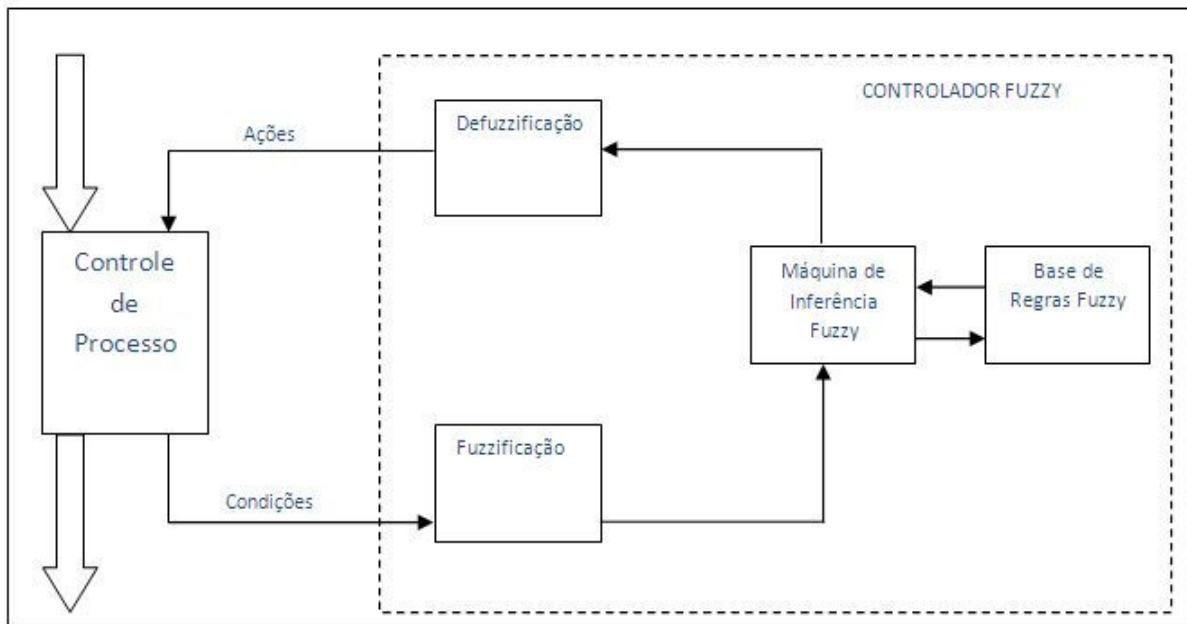 CONTROLADOR FUZZY
Defuzzificação
Ações
Controle
de
Processo
Máquina de
Inferência
Fuzzy
Base de
Regras Fuzzy
Fuzzificação
Condições